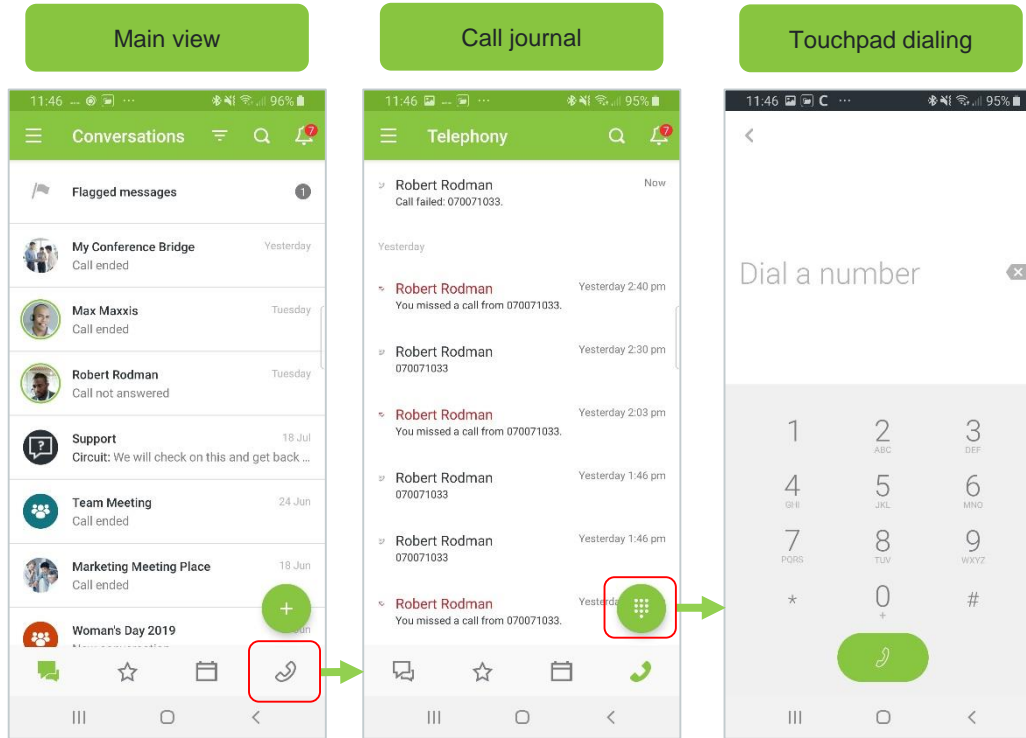 Main view
Call journal
Touchpad dialing
11:46
96%
Conversations
7
Flagged messages
1
My Conference Bridge
Yesterday
Call ended
Max Maxxis
Tuesday
Call ended
Robert Rodman
Tuesday
Call not answered
Support
18 Jul
Circuit: We will check on this and get back ...
Team Meeting
24 Jun
Call ended
Marketing Meeting Place
18 Jun
Call ended
+
Woman's Day 2019
11:46
95%
Telephony
7
Robert Rodman
Now
Call failed: 070071033.
Yesterday
Robert Rodman
Yesterday 2:40 pm
You missed a call from 070071033.
Robert Rodman
Yesterday 2:30 pm
070071033
Robert Rodman
Yesterday 2:03 pm
You missed a call from 070071033.
Robert Rodman
Yesterday 1:46 pm
070071033
Robert Rodman
Yesterday 1:46 pm
070071033
Robert Rodman
You missed a call from 070071033.
11:46
C
95%
Dial a number
1
2
ABC
3
DEF
4
GHI
5
JKL
6
MNO
7
PQRS
8
TUV
9
WXYZ
*
0
+
#